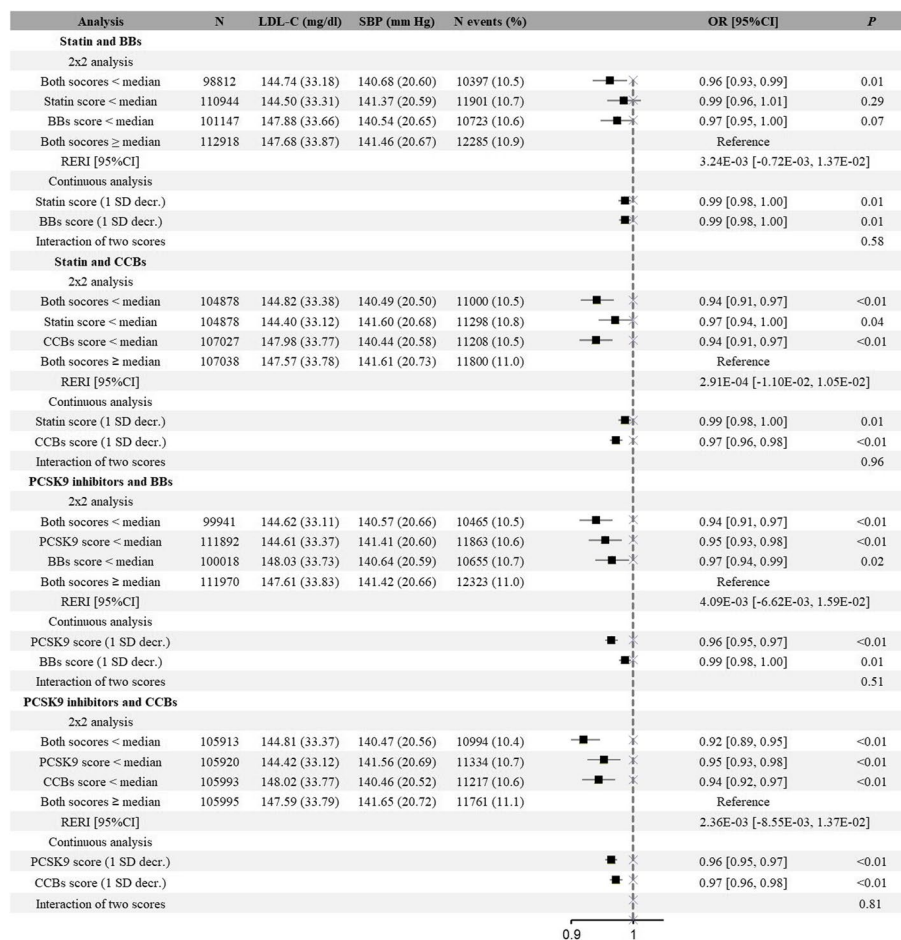 Analysis N LDL-C (mg/dl) SBP (mm Hg) N events (%) OR [95%CI] P
Statin and BBs
2x2 analysis
Both socores < median 98812 144.74 (33.18) 140.68 (20.60) 10397 (10.5) 0.96 [0.93, 0.99] 0.01
Statin score < median 110944 144.50 (33.31) 141.37 (20.59) 11901 (10.7) 0.99 [0.96, 1.01] 0.29
BBs score < median 101147 147.88 (33.66) 140.54 (20.65) 10723 (10.6) 0.97 [0.95, 1.00] 0.07
Both socores ≥ median 112918 147.68 (33.87) 141.46 (20.67) 12285 (10.9) Reference
RERI [95%CI] 3.24E-03 [-0.72E-03, 1.37E-02]
Continuous analysis
Statin score (1 SD decr.) 0.99 [0.98, 1.00] 0.01
BBs score (1 SD decr.) 0.99 [0.98, 1.00] 0.01
Interaction of two scores 0.58
Statin and CCBs
2x2 analysis
Both socores < median 104878 144.82 (33.38) 140.49 (20.50) 11000 (10.5) 0.94 [0.91, 0.97] <0.01
Statin score < median 104878 144.40 (33.12) 141.60 (20.68) 11298 (10.8) 0.97 [0.94, 1.00] 0.04
CCBs score < median 107027 147.98 (33.77) 140.44 (20.58) 11208 (10.5) 0.94 [0.91, 0.97] <0.01
Both socores ≥ median 107038 147.57 (33.78) 141.61 (20.73) 11800 (11.0) Reference
RERI [95%CI] 2.91E-04 [-1.10E-02, 1.05E-02]
Continuous analysis
Statin score (1 SD decr.) 0.99 [0.98, 1.00] 0.01
CCBs score (1 SD decr.) 0.97 [0.96, 0.98] <0.01
Interaction of two scores 0.96
PCSK9 inhibitors and BBs
2x2 analysis
Both socores < median 99941 144.62 (33.11) 140.57 (20.66) 10465 (10.5) 0.94 [0.91, 0.97] <0.01
PCSK9 score < median 111892 144.61 (33.37) 141.41 (20.60) 11863 (10.6) 0.95 [0.93, 0.98] <0.01
BBs score < median 100018 148.03 (33.73) 140.64 (20.59) 10655 (10.7) 0.97 [0.94, 0.99] 0.02
Both socores ≥ median 111970 147.61 (33.83) 141.42 (20.66) 12323 (11.0) Reference
RERI [95%CI] 4.09E-03 [-6.62E-03, 1.59E-02]
Continuous analysis
PCSK9 score (1 SD decr.) 0.96 [0.95, 0.97] <0.01
BBs score (1 SD decr.) 0.99 [0.98, 1.00] 0.01
Interaction of two scores 0.51
PCSK9 inhibitors and CCBs
2x2 analysis
Both socores < median 105913 144.81 (33.37) 140.47 (20.56) 10994 (10.4) 0.92 [0.89, 0.95] <0.01
PCSK9 score < median 105920 144.42 (33.12) 141.56 (20.69) 11334 (10.7) 0.95 [0.93, 0.98] <0.01
CCBs score < median 105993 148.02 (33.77) 140.46 (20.52) 11217 (10.6) 0.94 [0.92, 0.97] <0.01
Both socores ≥ median 105995 147.59 (33.79) 141.65 (20.72) 11761 (11.1) Reference
RERI [95%CI] 2.36E-03 [-8.55E-03, 1.37E-02]
Continuous analysis
PCSK9 score (1 SD decr.) 0.96 [0.95, 0.97] <0.01
CCBs score (1 SD decr.) 0.97 [0.96, 0.98] <0.01
Interaction of two scores 0.81
0.9 1